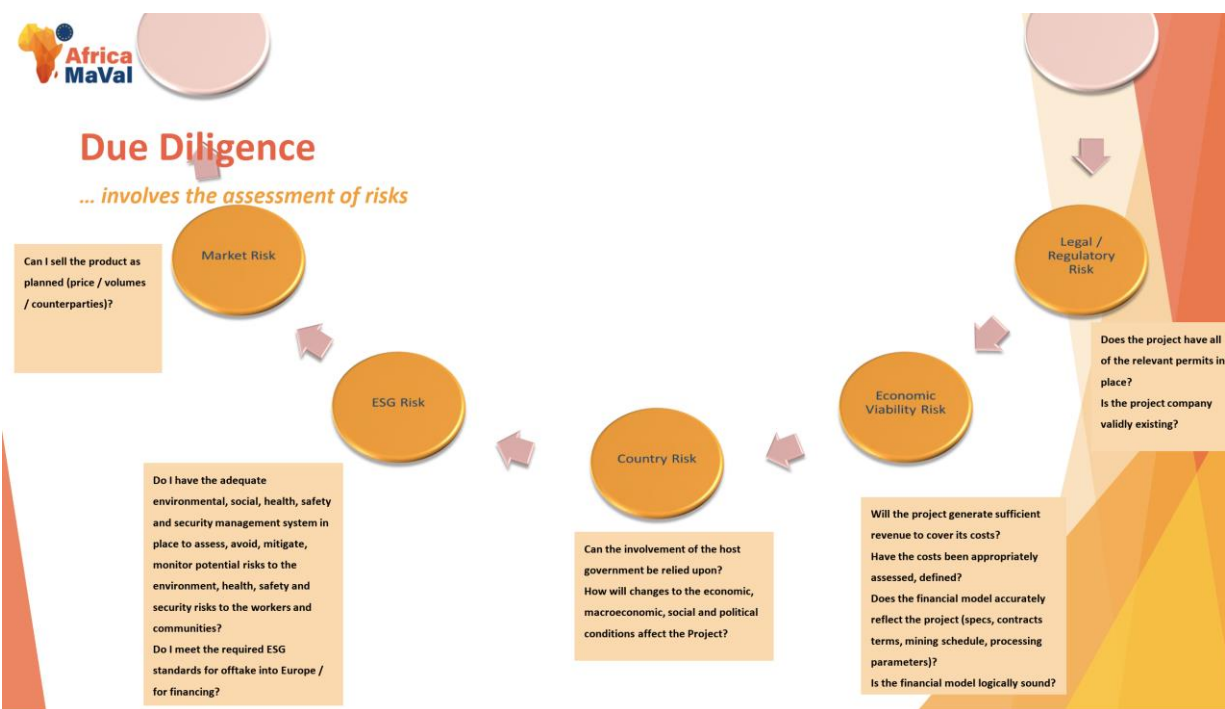 Africa
MaVal
Due Diligence
... involves the assessment of risks
Market Risk
Can I sell the product as
planned (price / volumes
/ counterparties)?
ESG Risk
Do I have the adequate
environmental, social, health, safety
and security management system in
place to assess, avoid, mitigate,
monitor potential risks to the
environment, health, safety and
security risks to the workers and
communities?
Do I meet the required ESG
standards for offtake into Europe /
for financing?
Country Risk
Can the involvement of the host
government be relied upon?
How will changes to the economic,
macroeconomic, social and political
conditions affect the Project?
Economic
Viability Risk
Will the project generate sufficient
revenue to cover its costs?
Have the costs been appropriately
assessed, defined?
Does the financial model accurately
reflect the project (specs, contracts
terms, mining schedule, processing
parameters)?
Is the financial model logically sound?
Legal /
Regulatory
Risk
Does the project have all
of the relevant permits in
place?
Is the project company
validly existing?